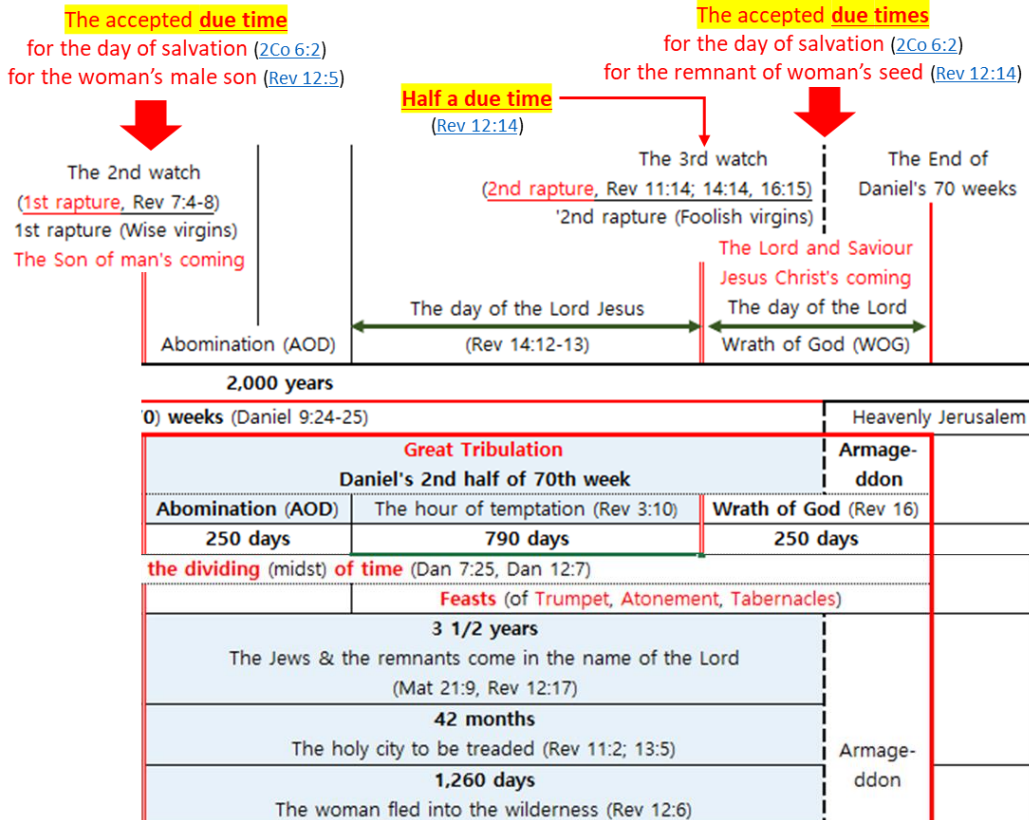 The accepted due time
for the day of salvation (2Co 6:2)
for the woman's male son (Rev 12:5)
The accepted due times
for the day of salvation (2Co 6:2)
for the remnant of woman's seed (Rev 12:14)
Half a due time
(Rev 12:14)
The 2nd watch
(1st rapture, Rev 7:4-8)
1st rapture (Wise virgins)
The Son of man's coming
The 3rd watch
(2nd rapture, Rev 11:14; 14:14, 16:15)
'2nd rapture (Foolish virgins)
The Lord and Saviour
Jesus Christ's coming
The End of
Daniel's 70 weeks
Abomination (AOD)
The day of the Lord Jesus
(Rev 14:12-13)
The day of the Lord
Wrath of God (WOG)
2,000 years
0) weeks (Daniel 9:24-25)
Heavenly Jerusalem
Great Tribulation
Daniel's 2nd half of 70th week
Armage-
ddon
Abomination (AOD)
The hour of temptation (Rev 3:10)
Wrath of God (Rev 16)
250 days
790 days
250 days
the dividing (midst) of time (Dan 7:25, Dan 12:7)
Feasts (of Trumpet, Atonement, Tabernacles)
3 1/2 years
The Jews & the remnants come in the name of the Lord
(Mat 21:9, Rev 12:17)
42 months
The holy city to be treaded (Rev 11:2; 13:5)
1,260 days
The woman fled into the wilderness (Rev 12:6)
Armage-
ddon